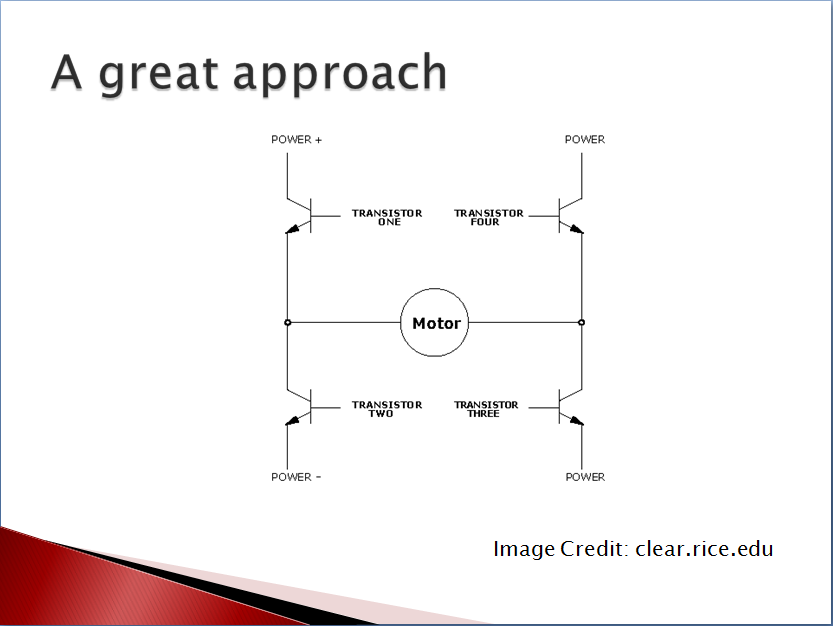 A great approach
POWER + POWER
TRANSISTOR ONE TRANSISTOR FOUR
Motor
TRANSISTOR TWO TRANSISTOR THREE
POWER - POWER
Image Credit: clear.rice.edu